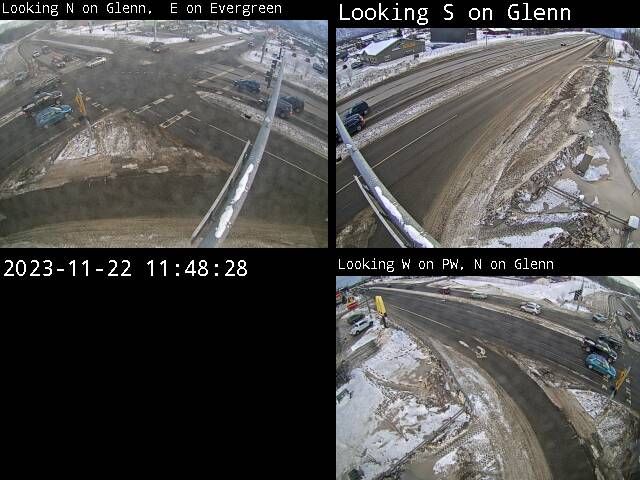 Looking N on Glenn,  E on Evergreen
Looking S on Glenn
2023-11-22 11:48:28
Looking W on PW, N on Glenn